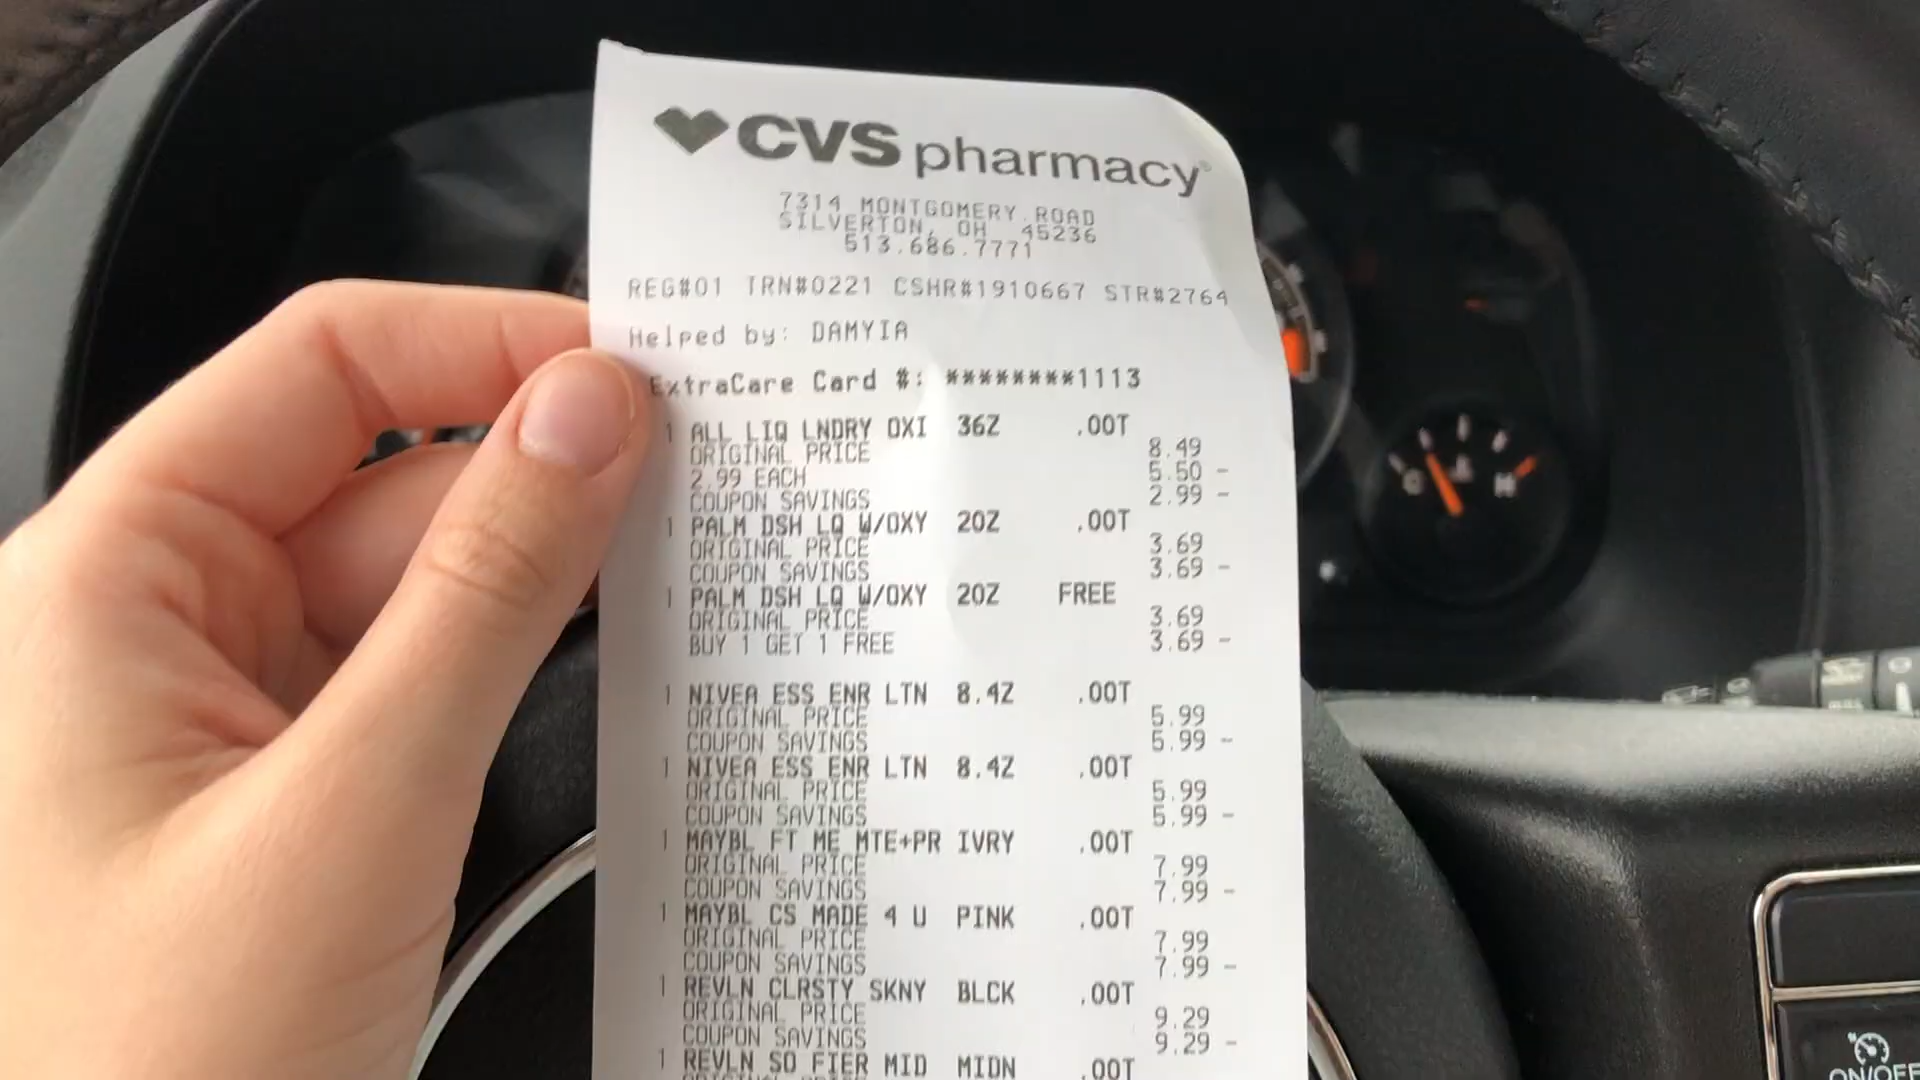 CVS pharmacy®
7314 MONTGOMERY ROAD
SILVERTON, OH 45236
513.686.7771
REG#01 TRN#0221 CSHR#1910667 STR#2764
Helped by: DAMYIA
ExtraCare Card #: ********1113
1 ALL LIQ LNDRY OXI 36Z .00T
ORIGINAL PRICE 8.49
2.99 EACH 5.50 -
COUPON SAVINGS 2.99 -
1 PALM DSH LQ W/OXY 20Z .00T
ORIGINAL PRICE 3.69
COUPON SAVINGS 3.69 -
1 PALM DSH LQ W/OXY 20Z FREE
ORIGINAL PRICE 3.69
BUY 1 GET 1 FREE 3.69 -
1 NIVEA ESS ENR LTN 8.4Z .00T
ORIGINAL PRICE 5.99
COUPON SAVINGS 5.99 -
1 NIVEA ESS ENR LTN 8.4Z .00T
ORIGINAL PRICE 5.99
COUPON SAVINGS 5.99 -
1 MAYBL FT ME MTE+PR IVRY .00T
ORIGINAL PRICE 7.99
COUPON SAVINGS 7.99 -
1 MAYBL CS MADE 4 U PINK .00T
ORIGINAL PRICE 7.99
COUPON SAVINGS 7.99 -
1 REVLN CLRSTY SKNY BLCK .00T
ORIGINAL PRICE 9.29
COUPON SAVINGS 9.29 -
1 REVLN SO FIER MID MIDN .00T
C H
ON/OFF